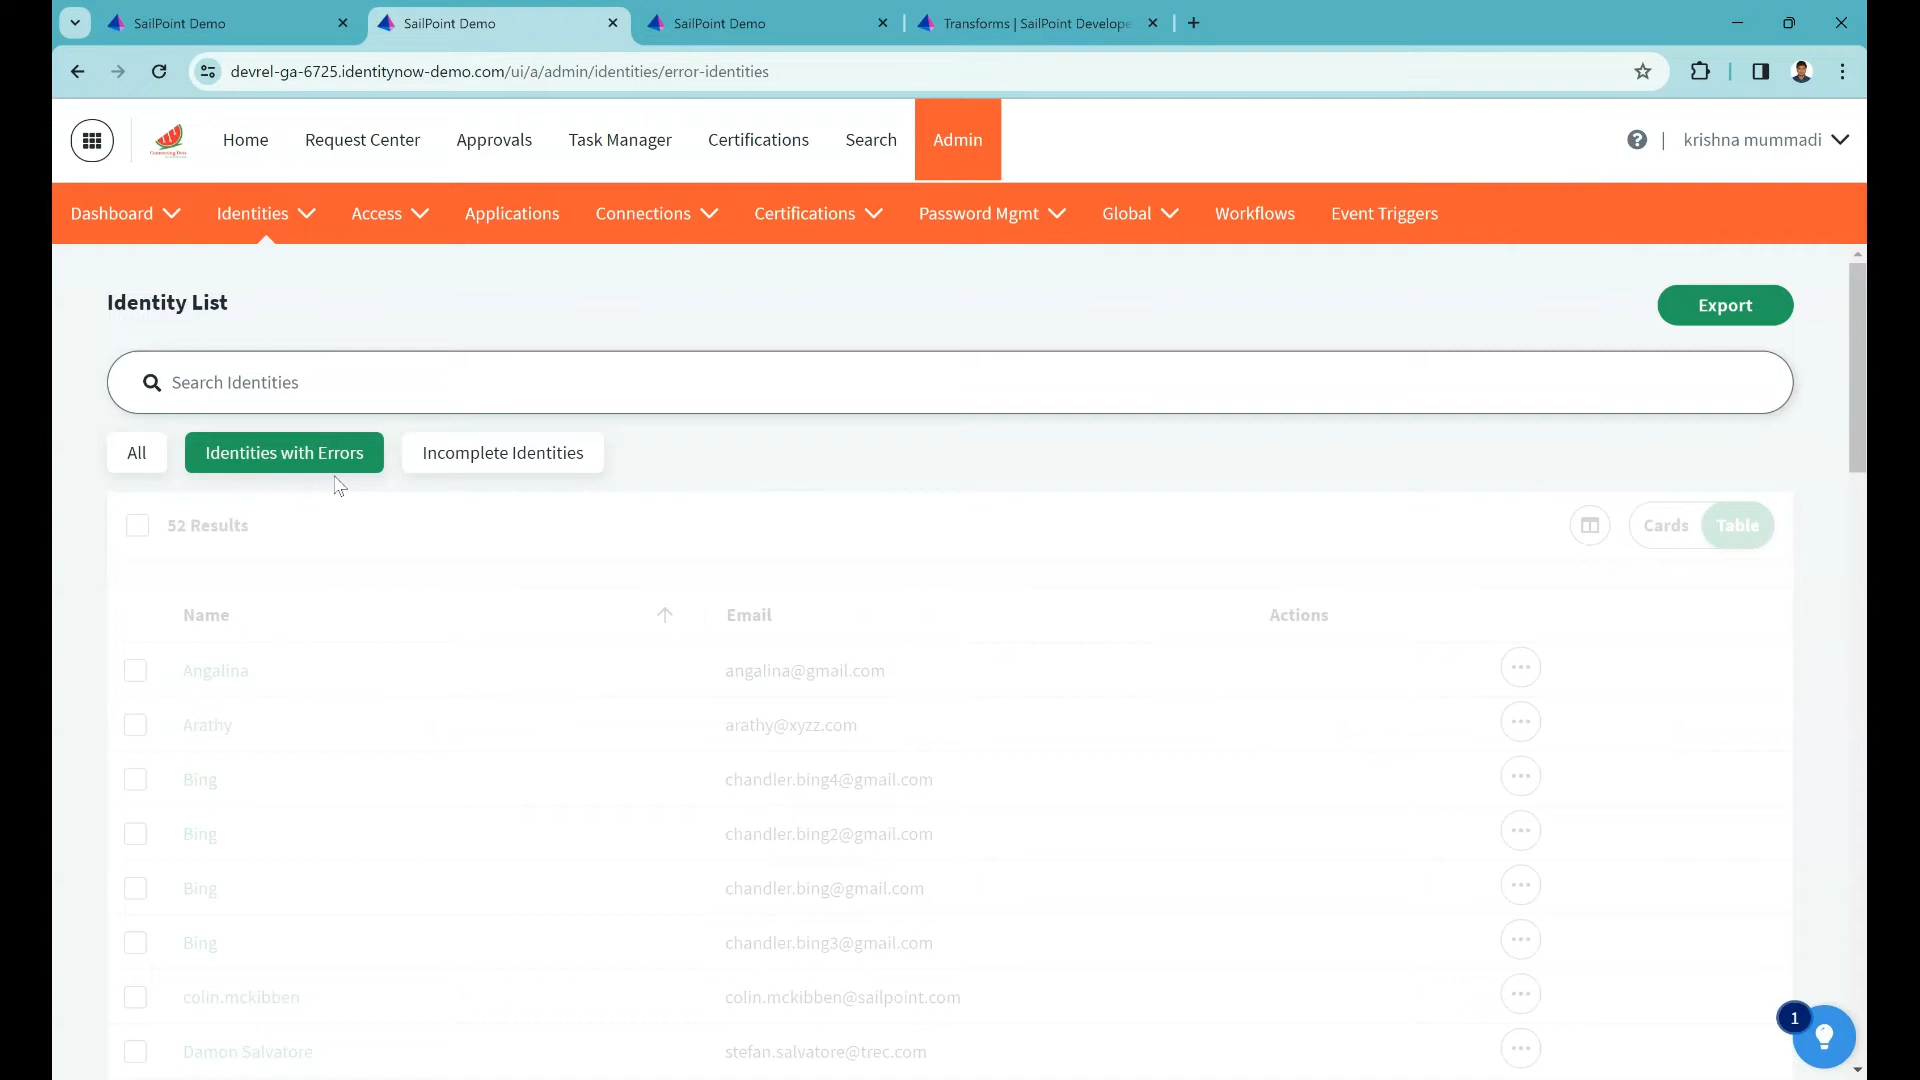 SailPoint Demo
SailPoint Demo
SailPoint Demo
Transforms | SailPoint Develope
devrel-ga-6725.identitynow-demo.com/ui/a/admin/identities/error-identities
Home
Request Center
Approvals
Task Manager
Certifications
Search
Admin
krishna mummadi
Dashboard
Identities
Access
Applications
Connections
Certifications
Password Mgmt
Global
Workflows
Event Triggers
Identity List
Export
Search Identities
All
Identities with Errors
Incomplete Identities
52 Results
Cards
Table
Name
Email
Actions
Angalina
angalina@gmail.com
Arathy
arathy@xyzz.com
Bing
chandler.bing4@gmail.com
Bing
chandler.bing2@gmail.com
Bing
chandler.bing@gmail.com
Bing
chandler.bing3@gmail.com
colin.mckibben
colin.mckibben@sailpoint.com
Damon Salvatore
stefan.salvatore@trec.com
1